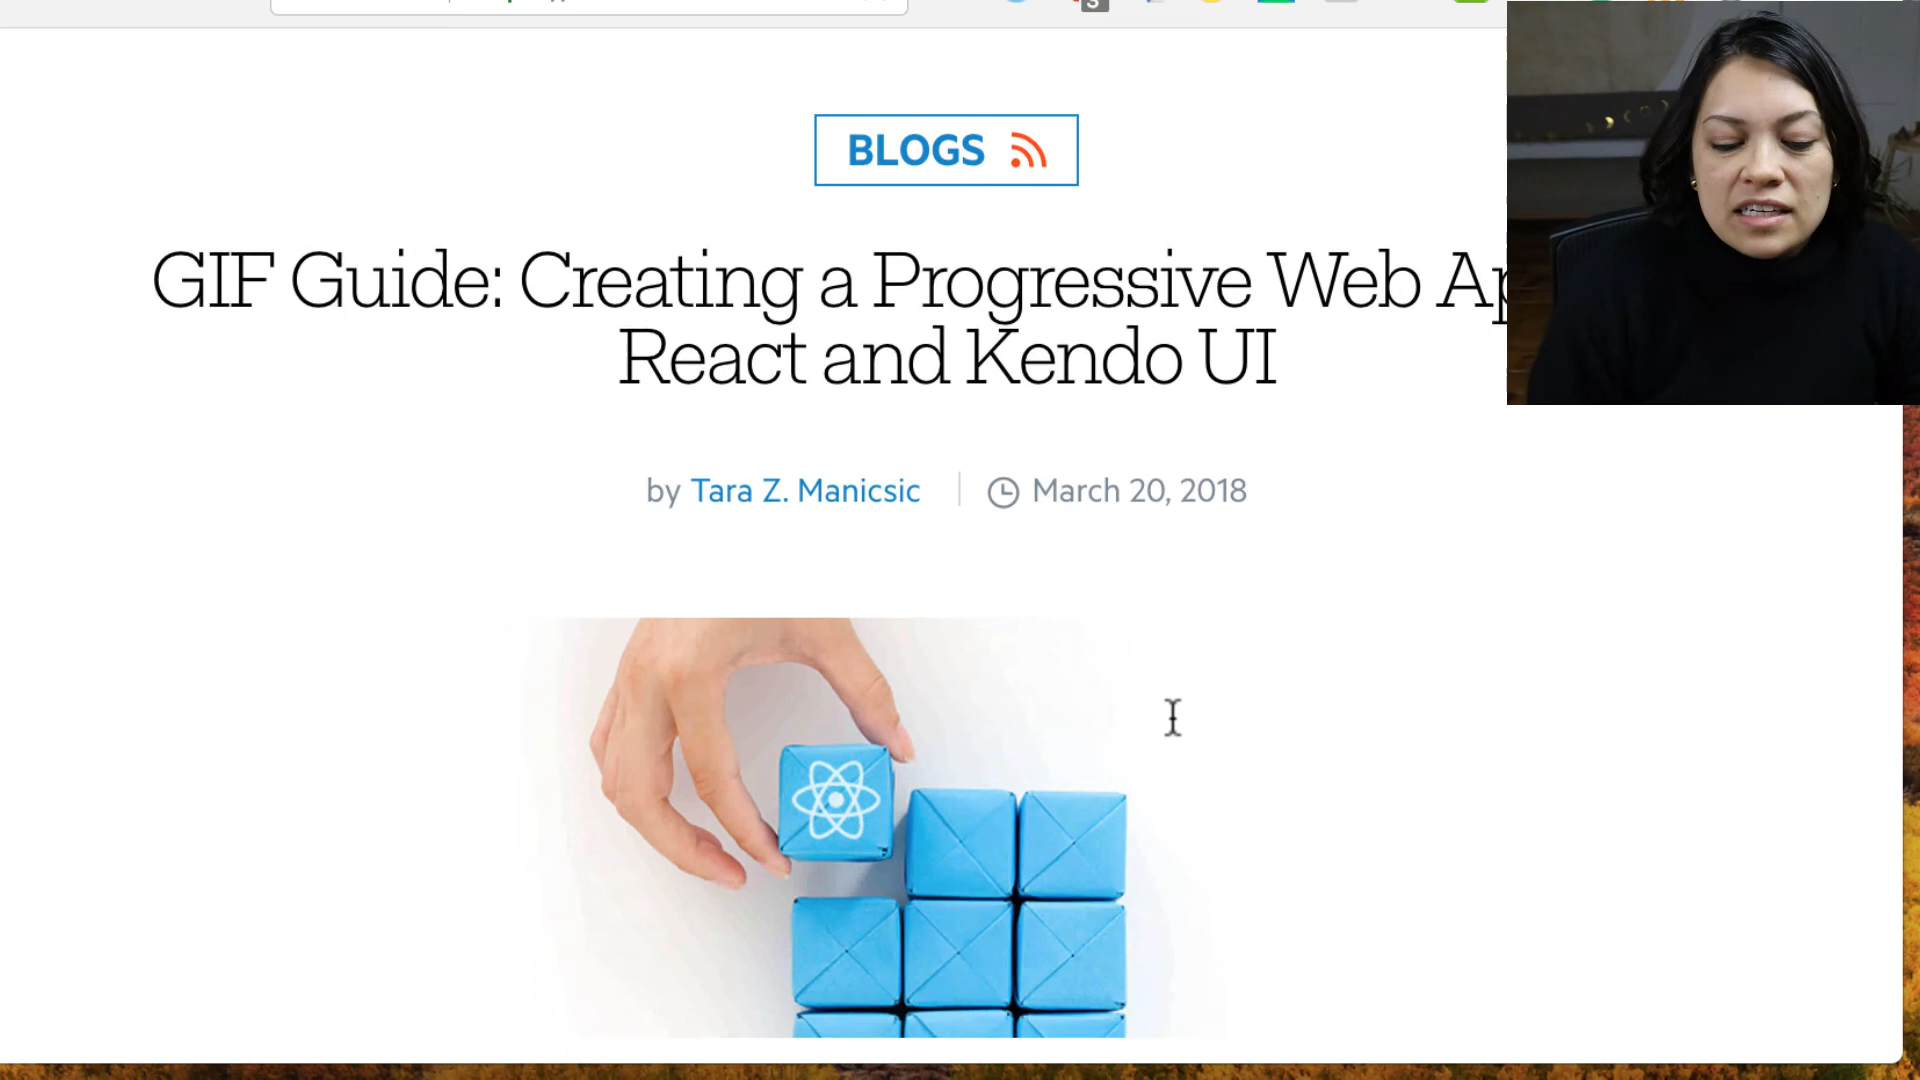 S
BLOGS
GIF Guide: Creating a Progressive Web
React and Kendo UI
by Tara Z. Manicsic
March 20, 2018